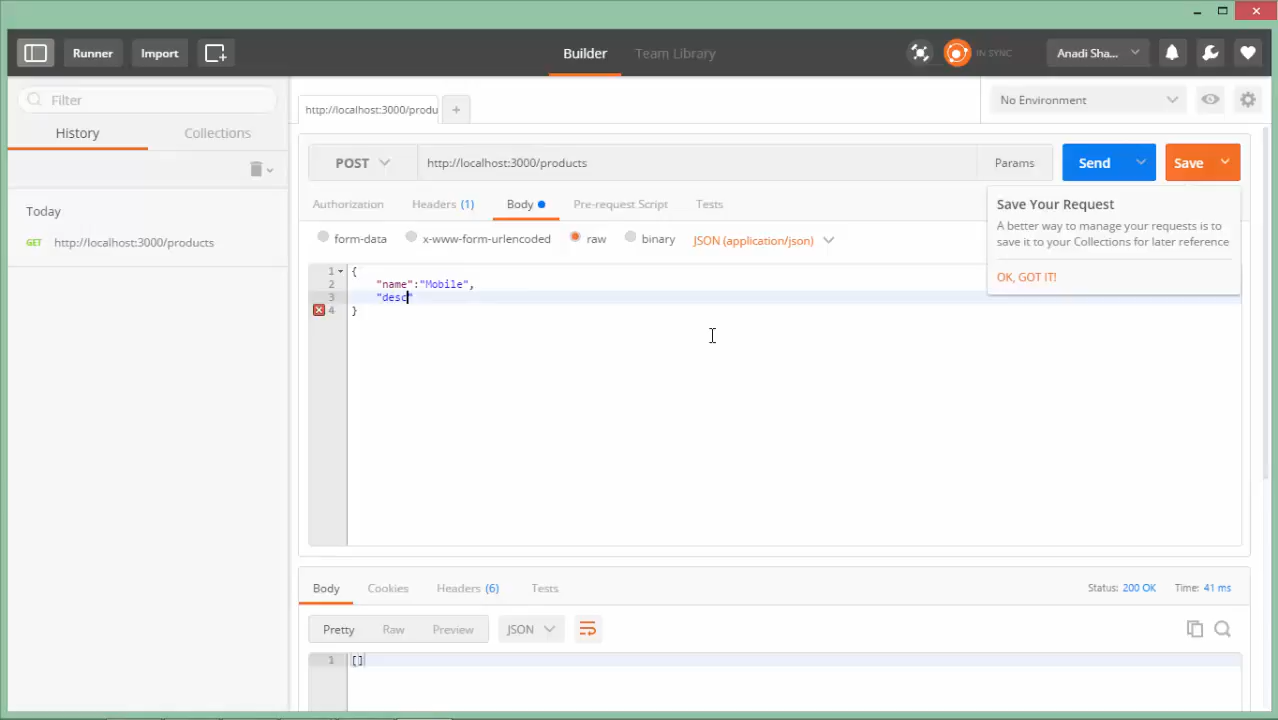 Runner Import Builder Team Library IN SYNC Anadi Sha...
Filter
History Collections
Today
GET http://localhost:3000/products
http://localhost:3000/produ + No Environment
POST http://localhost:3000/products Params Send Save
Authorization Headers (1) Body Pre-request Script Tests
form-data x-www-form-urlencoded raw binary JSON (application/json)
Save Your Request
A better way to manage your requests is to
save it to your Collections for later reference
OK, GOT IT!
1 {
2 "name":"Mobile",
3 "desc"
4 }
Body Cookies Headers (6) Tests Status: 200 OK Time: 41 ms
Pretty Raw Preview JSON
1 []